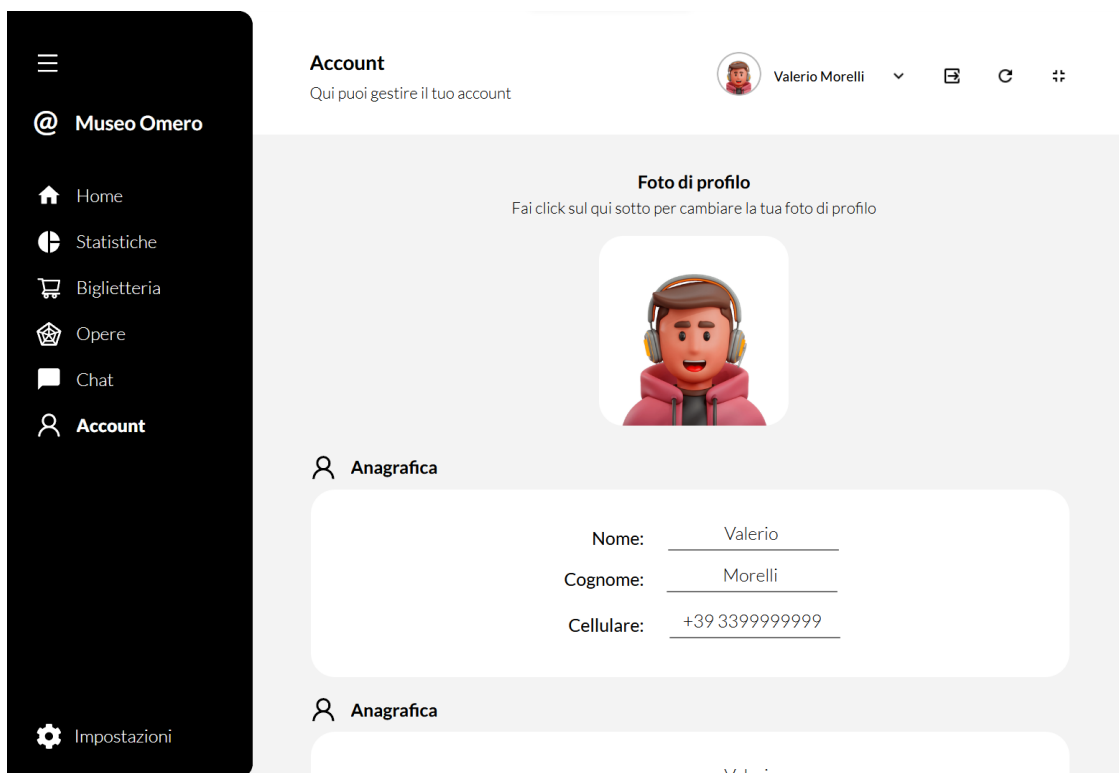 Account
Qui puoi gestire il tuo account
Valerio Morelli
@ Museo Omero
Home
Statistiche
Biglietteria
Opere
Chat
Account
Impostazioni
Foto di profilo
Fai click sul qui sotto per cambiare la tua foto di profilo
Anagrafica
Nome: Valerio
Cognome: Morelli
Cellulare: +39 3399999999
Anagrafica